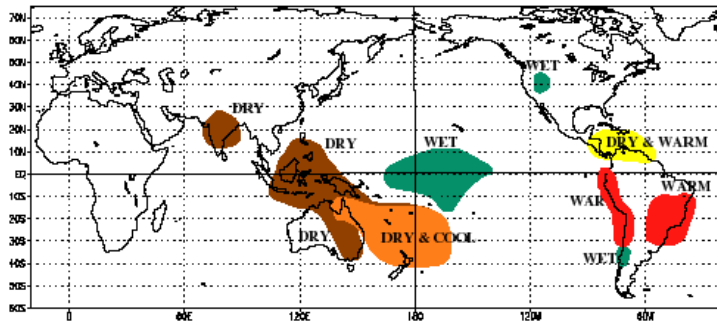 70N
60N
50N
40N
30N
20N
10N
EQ
10S
20S
30S
40S
50S
60S
WET
DRY
DRY
WET
DRY & WARM
WAR
WARM
DRY
DRY & COOL
WET
0
60E
120E
180
120W
60W